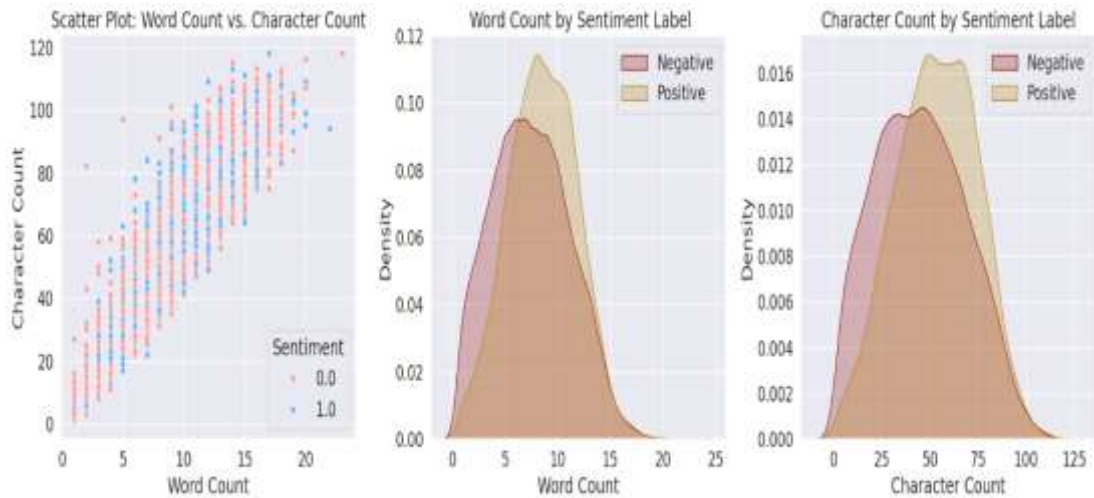 Scatter Plot: Word Count vs. Character Count
120
100
80
60
40
20
0
Character Count
0 5 10 15 20
Word Count
Sentiment
0.0
1.0
Word Count by Sentiment Label
0.12
0.10
0.08
0.06
0.04
0.02
0.00
Density
0 5 10 15 20 25
Word Count
Negative
Positive
Character Count by Sentiment Label
0.016
0.014
0.012
0.010
0.008
0.006
0.004
0.002
0.000
Density
0 25 50 75 100 125
Character Count
Negative
Positive